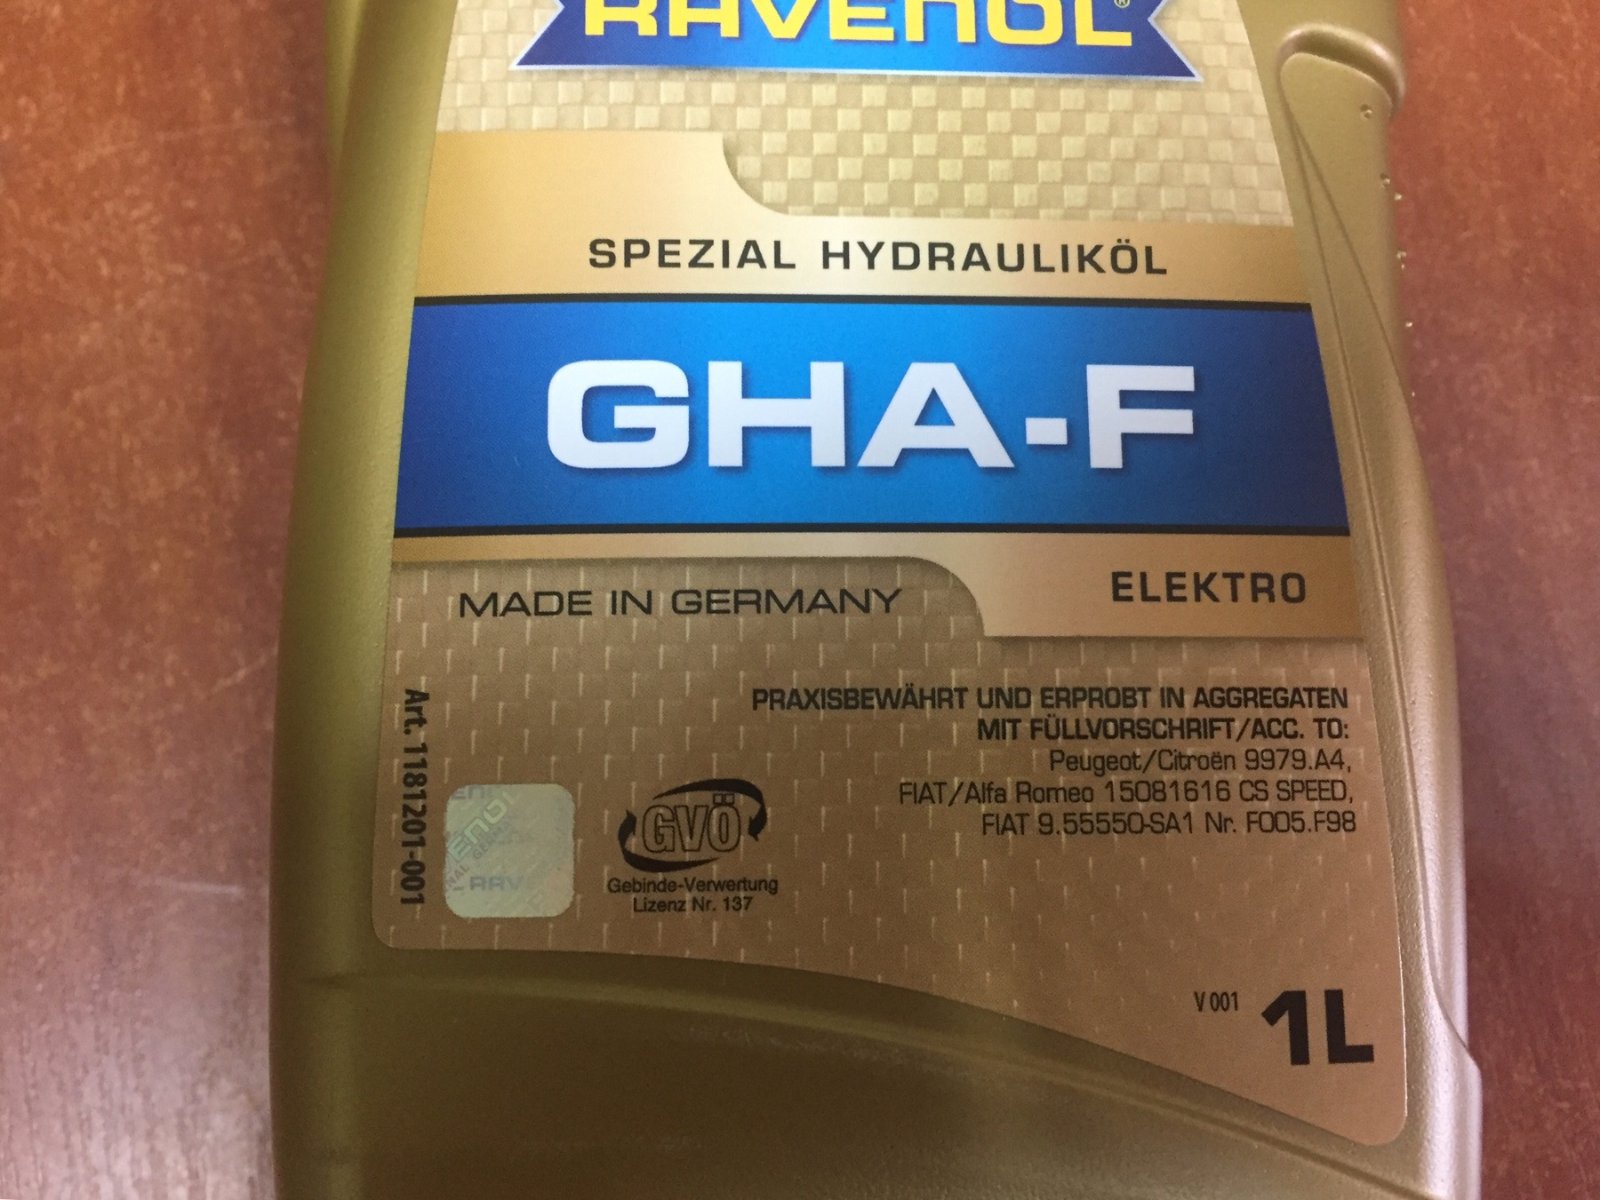 RAVENOL®
SPEZIAL HYDRAULIKÖL
GHA-F
ELEKTRO
MADE IN GERMANY
PRAXISBEWÄHRT UND ERPROBT IN AGGREGATEN
MIT FÜLLVORSCHRIFT/ACC. TO:
Peugeot/Citroën 9979.A4,
FIAT/Alfa Romeo 15081616 CS SPEED,
FIAT 9.55550-SA1 Nr. F005.F98
Art. 1181201-001
GVÖ
Gebinde-Verwertung
Lizenz Nr. 137
V 001
1L